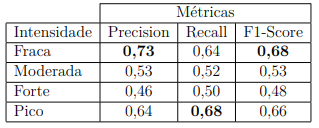 Métricas
Intensidade Precision Recall F1-Score
Fraca 0,73 0,64 0,68
Moderada 0,53 0,52 0,53
Forte 0,46 0,50 0,48
Pico 0,64 0,68 0,66